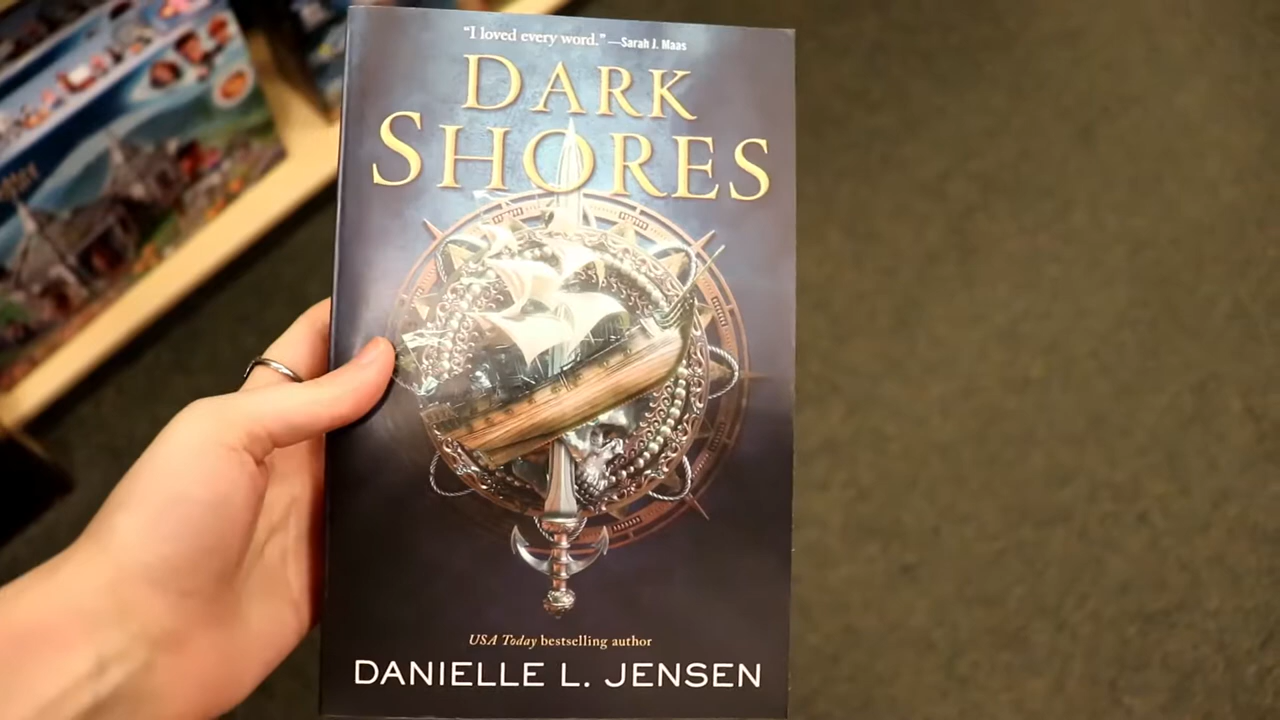 "I loved every word." —Sarah J. Maas
DARK
SHORES
USA Today bestselling author
DANIELLE L. JENSEN